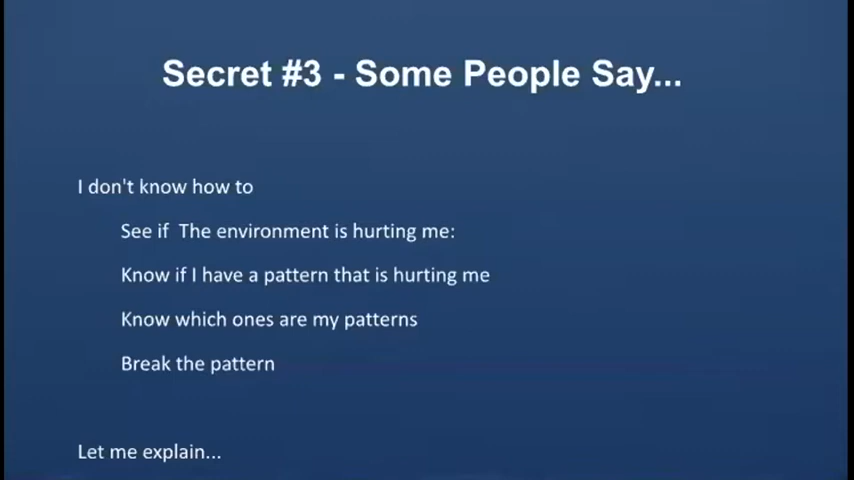 Secret #3 - Some People Say...
I don't know how to
See if The environment is hurting me:
Know if I have a pattern that is hurting me
Know which ones are my patterns
Break the pattern
Let me explain...